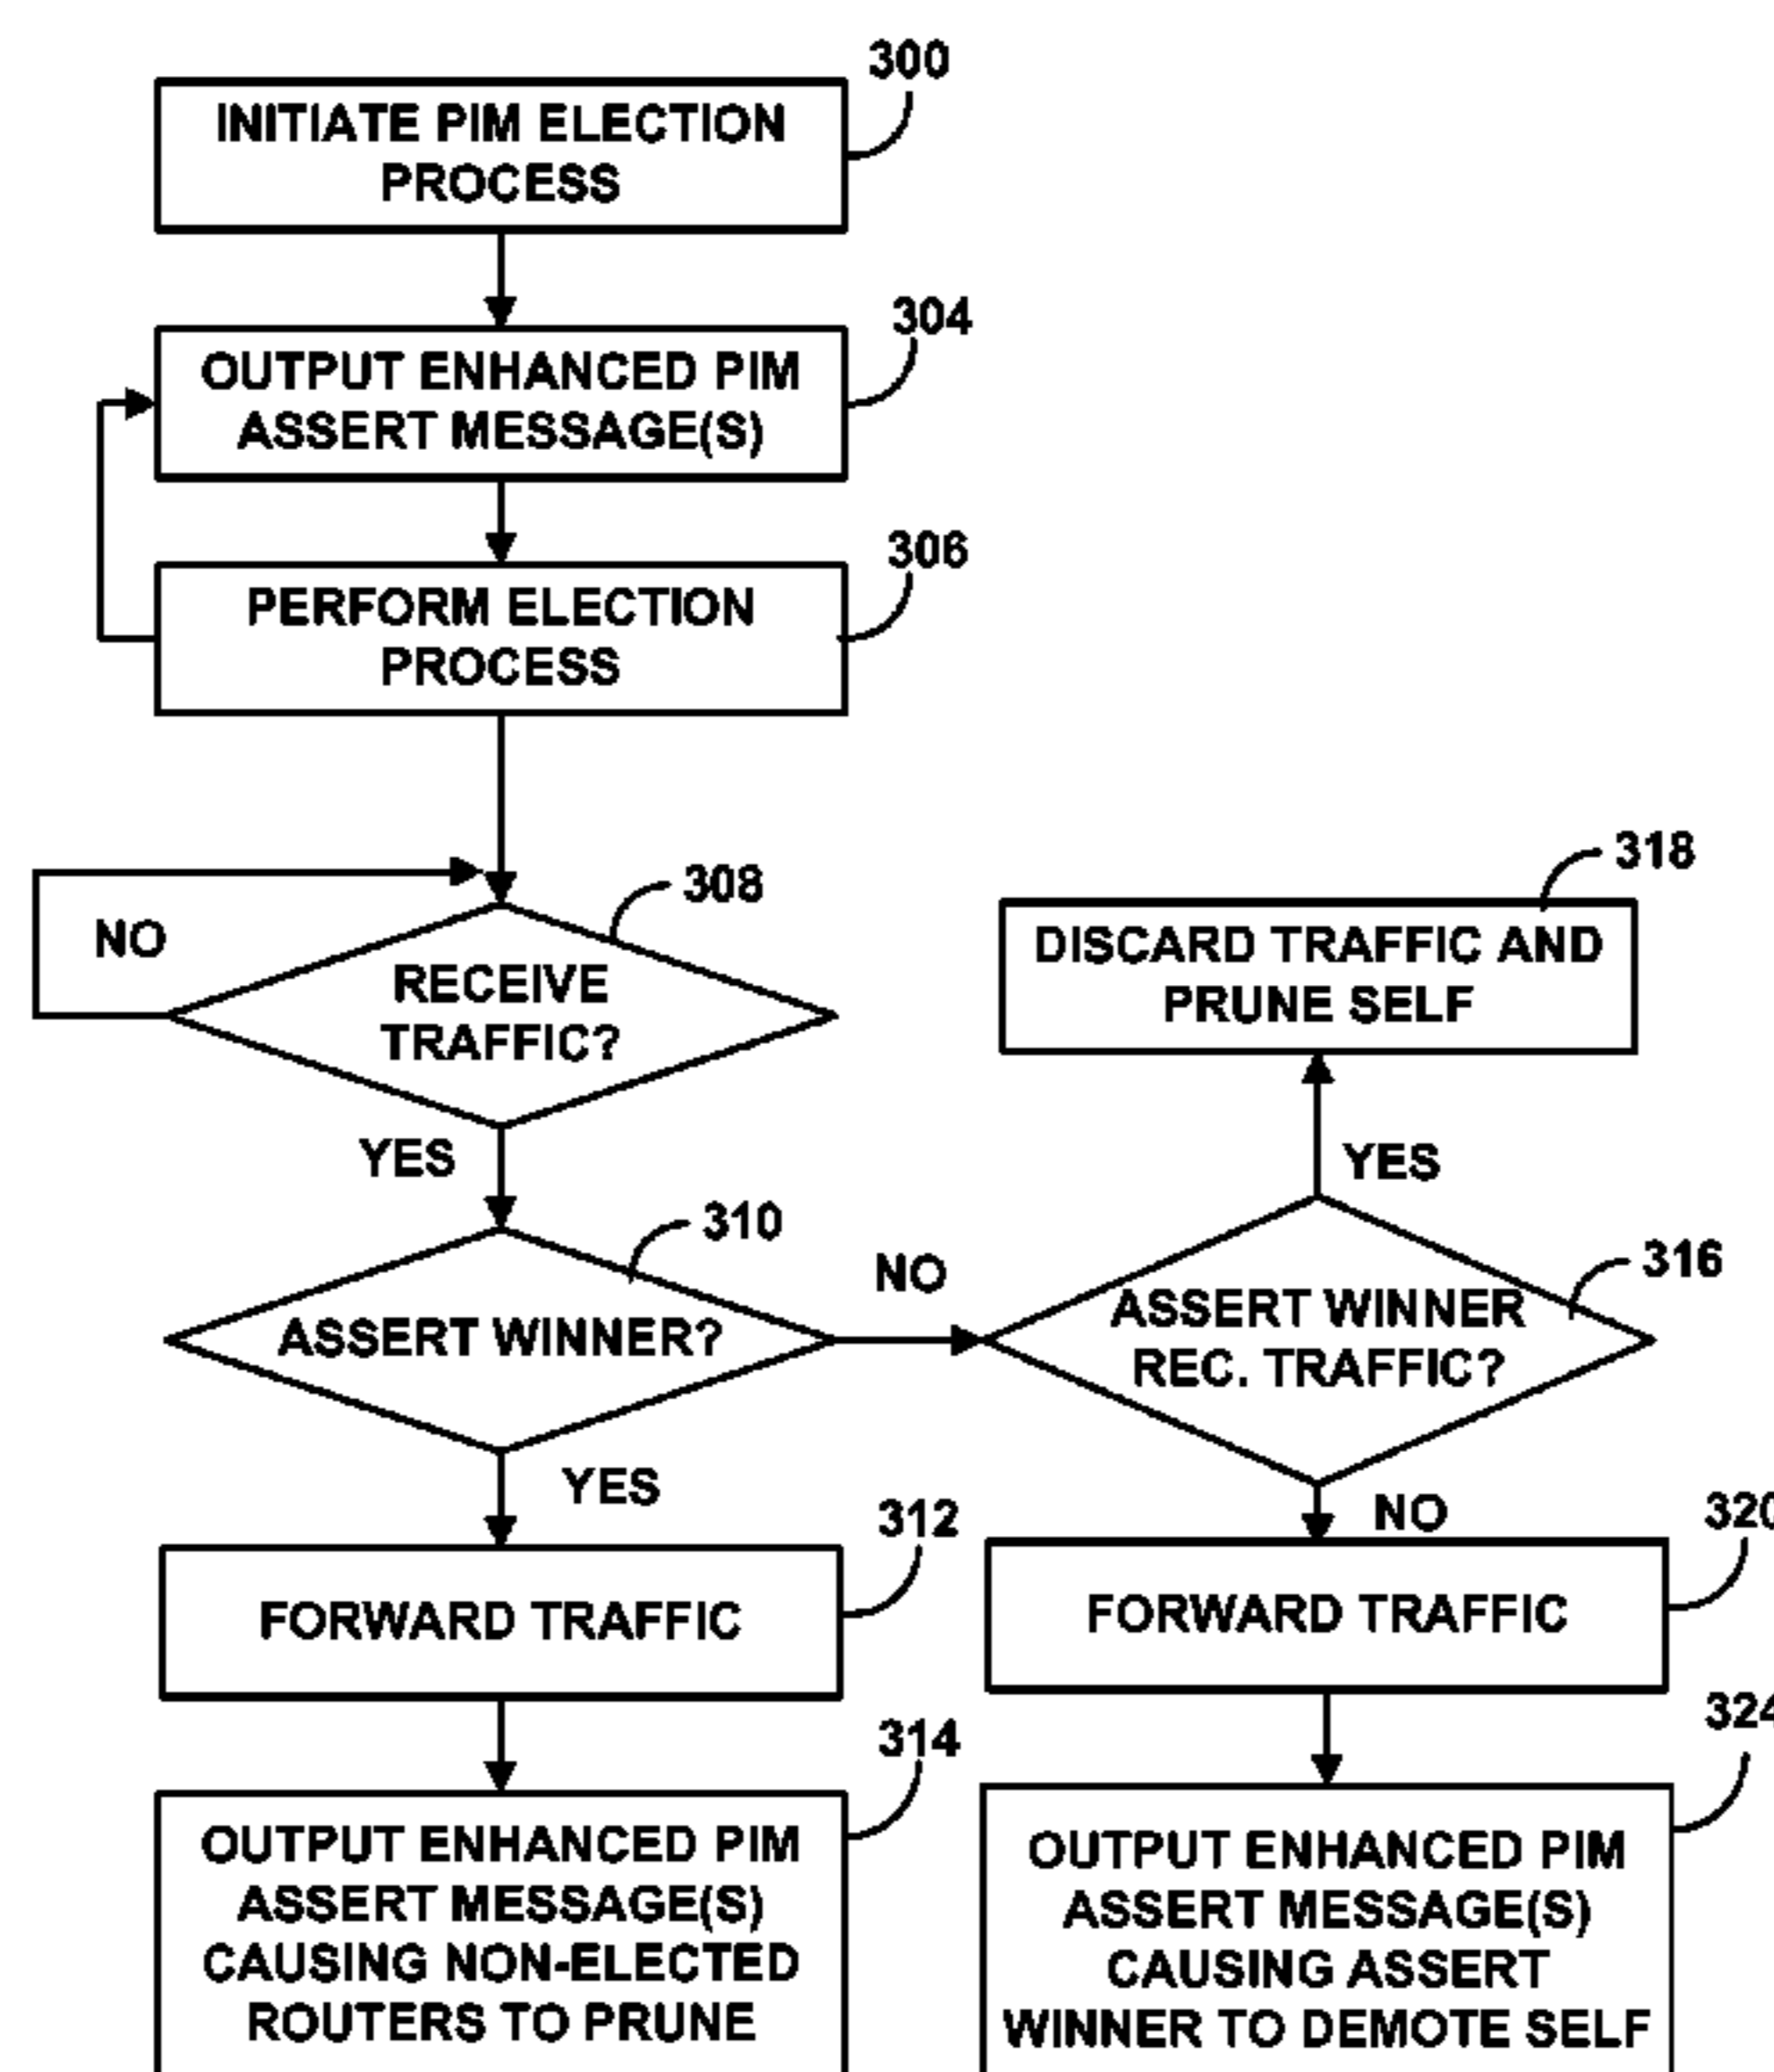 300
INITIATE PIM ELECTION
PROCESS
304
OUTPUT ENHANCED PIM
ASSERT MESSAGE(S)
306
PERFORM ELECTION
PROCESS
308
NO
RECEIVE
TRAFFIC?
YES
310
ASSERT WINNER?
NO
YES
312
FORWARD TRAFFIC
314
OUTPUT ENHANCED PIM
ASSERT MESSAGE(S)
CAUSING NON-ELECTED
ROUTERS TO PRUNE
318
DISCARD TRAFFIC AND
PRUNE SELF
YES
316
ASSERT WINNER
REC. TRAFFIC?
NO
320
FORWARD TRAFFIC
324
OUTPUT ENHANCED PIM
ASSERT MESSAGE(S)
CAUSING ASSERT
WINNER TO DEMOTE SELF